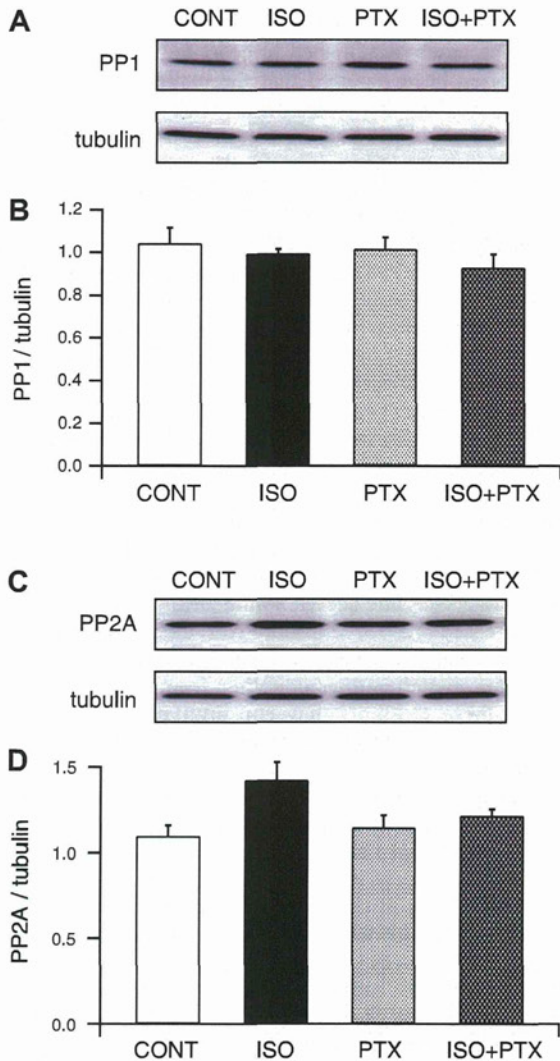 A
CONT ISO PTX ISO+PTX
PP1
tubulin
B
1.2
1.0
0.8
0.6
0.4
0.2
0.0
PP1 / tubulin
CONT ISO PTX ISO+PTX
C
CONT ISO PTX ISO+PTX
PP2A
tubulin
D
1.5
1.0
0.5
0.0
PP2A / tubulin
CONT ISO PTX ISO+PTX